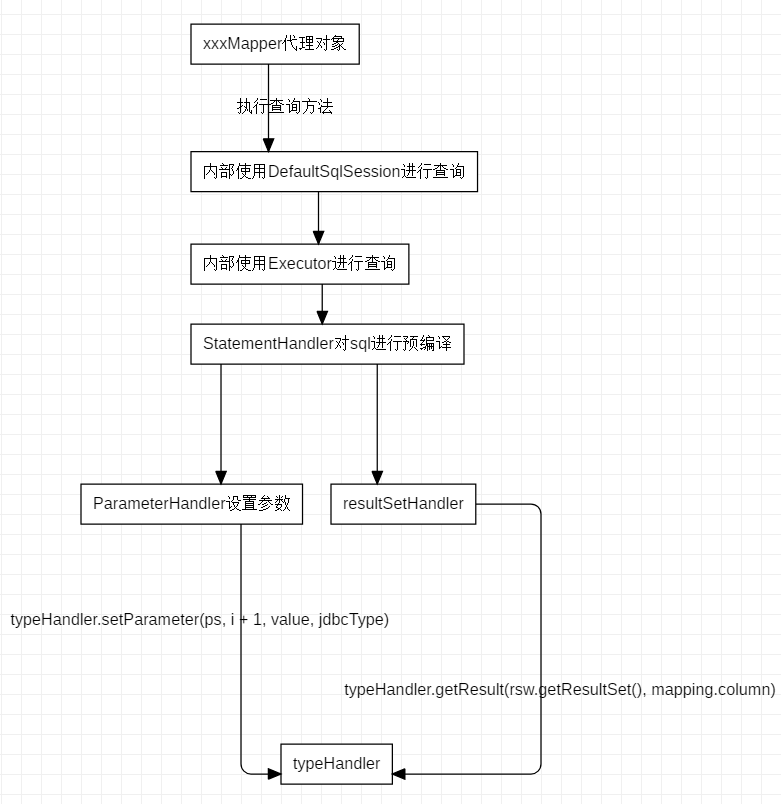 xxxMapper代理对象
执行查询方法
内部使用DefaultSqlSession进行查询
内部使用Executor进行查询
StatementHandler对sql进行预编译
ParameterHandler设置参数
resultSetHandler
typeHandler.setParameter(ps, i + 1, value, jdbcType)
typeHandler.getResult(rsw.getResultSet(), mapping.column)
typeHandler